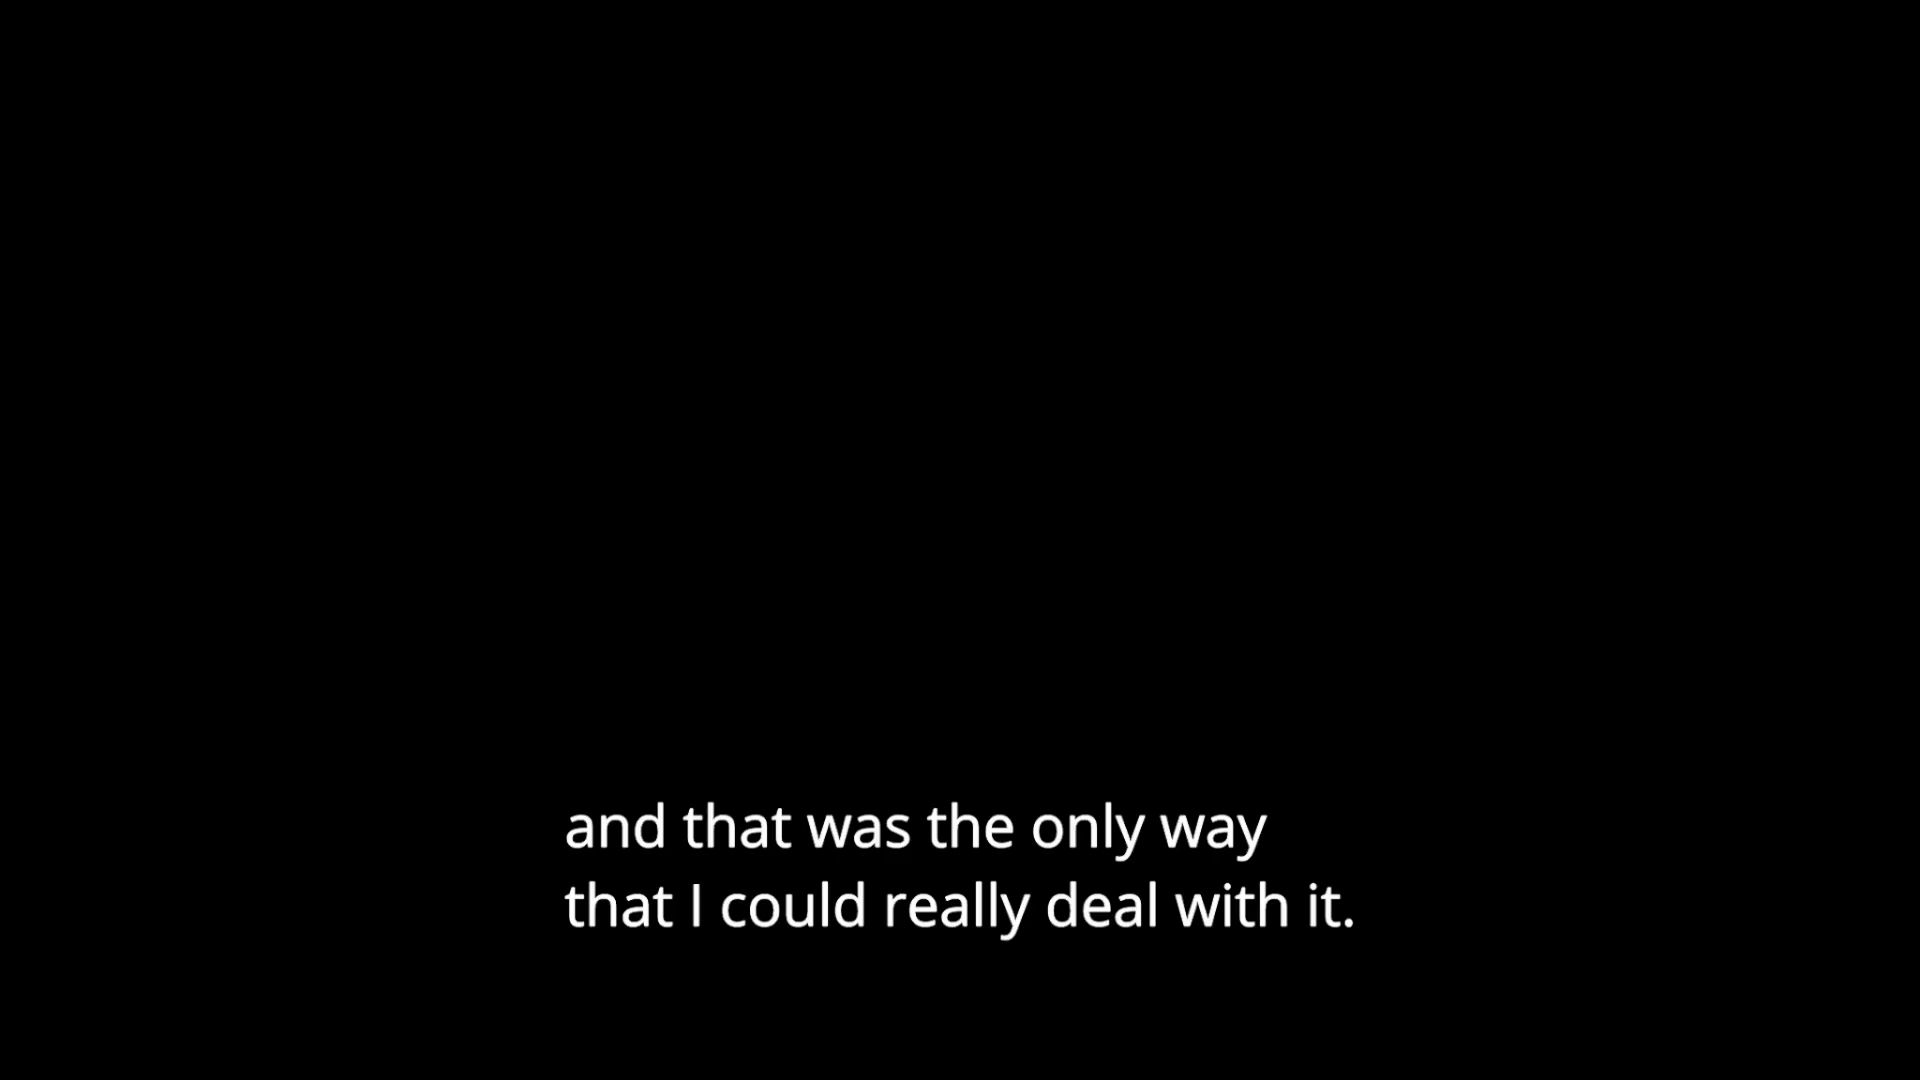 and that was the only way
that I could really deal with it.